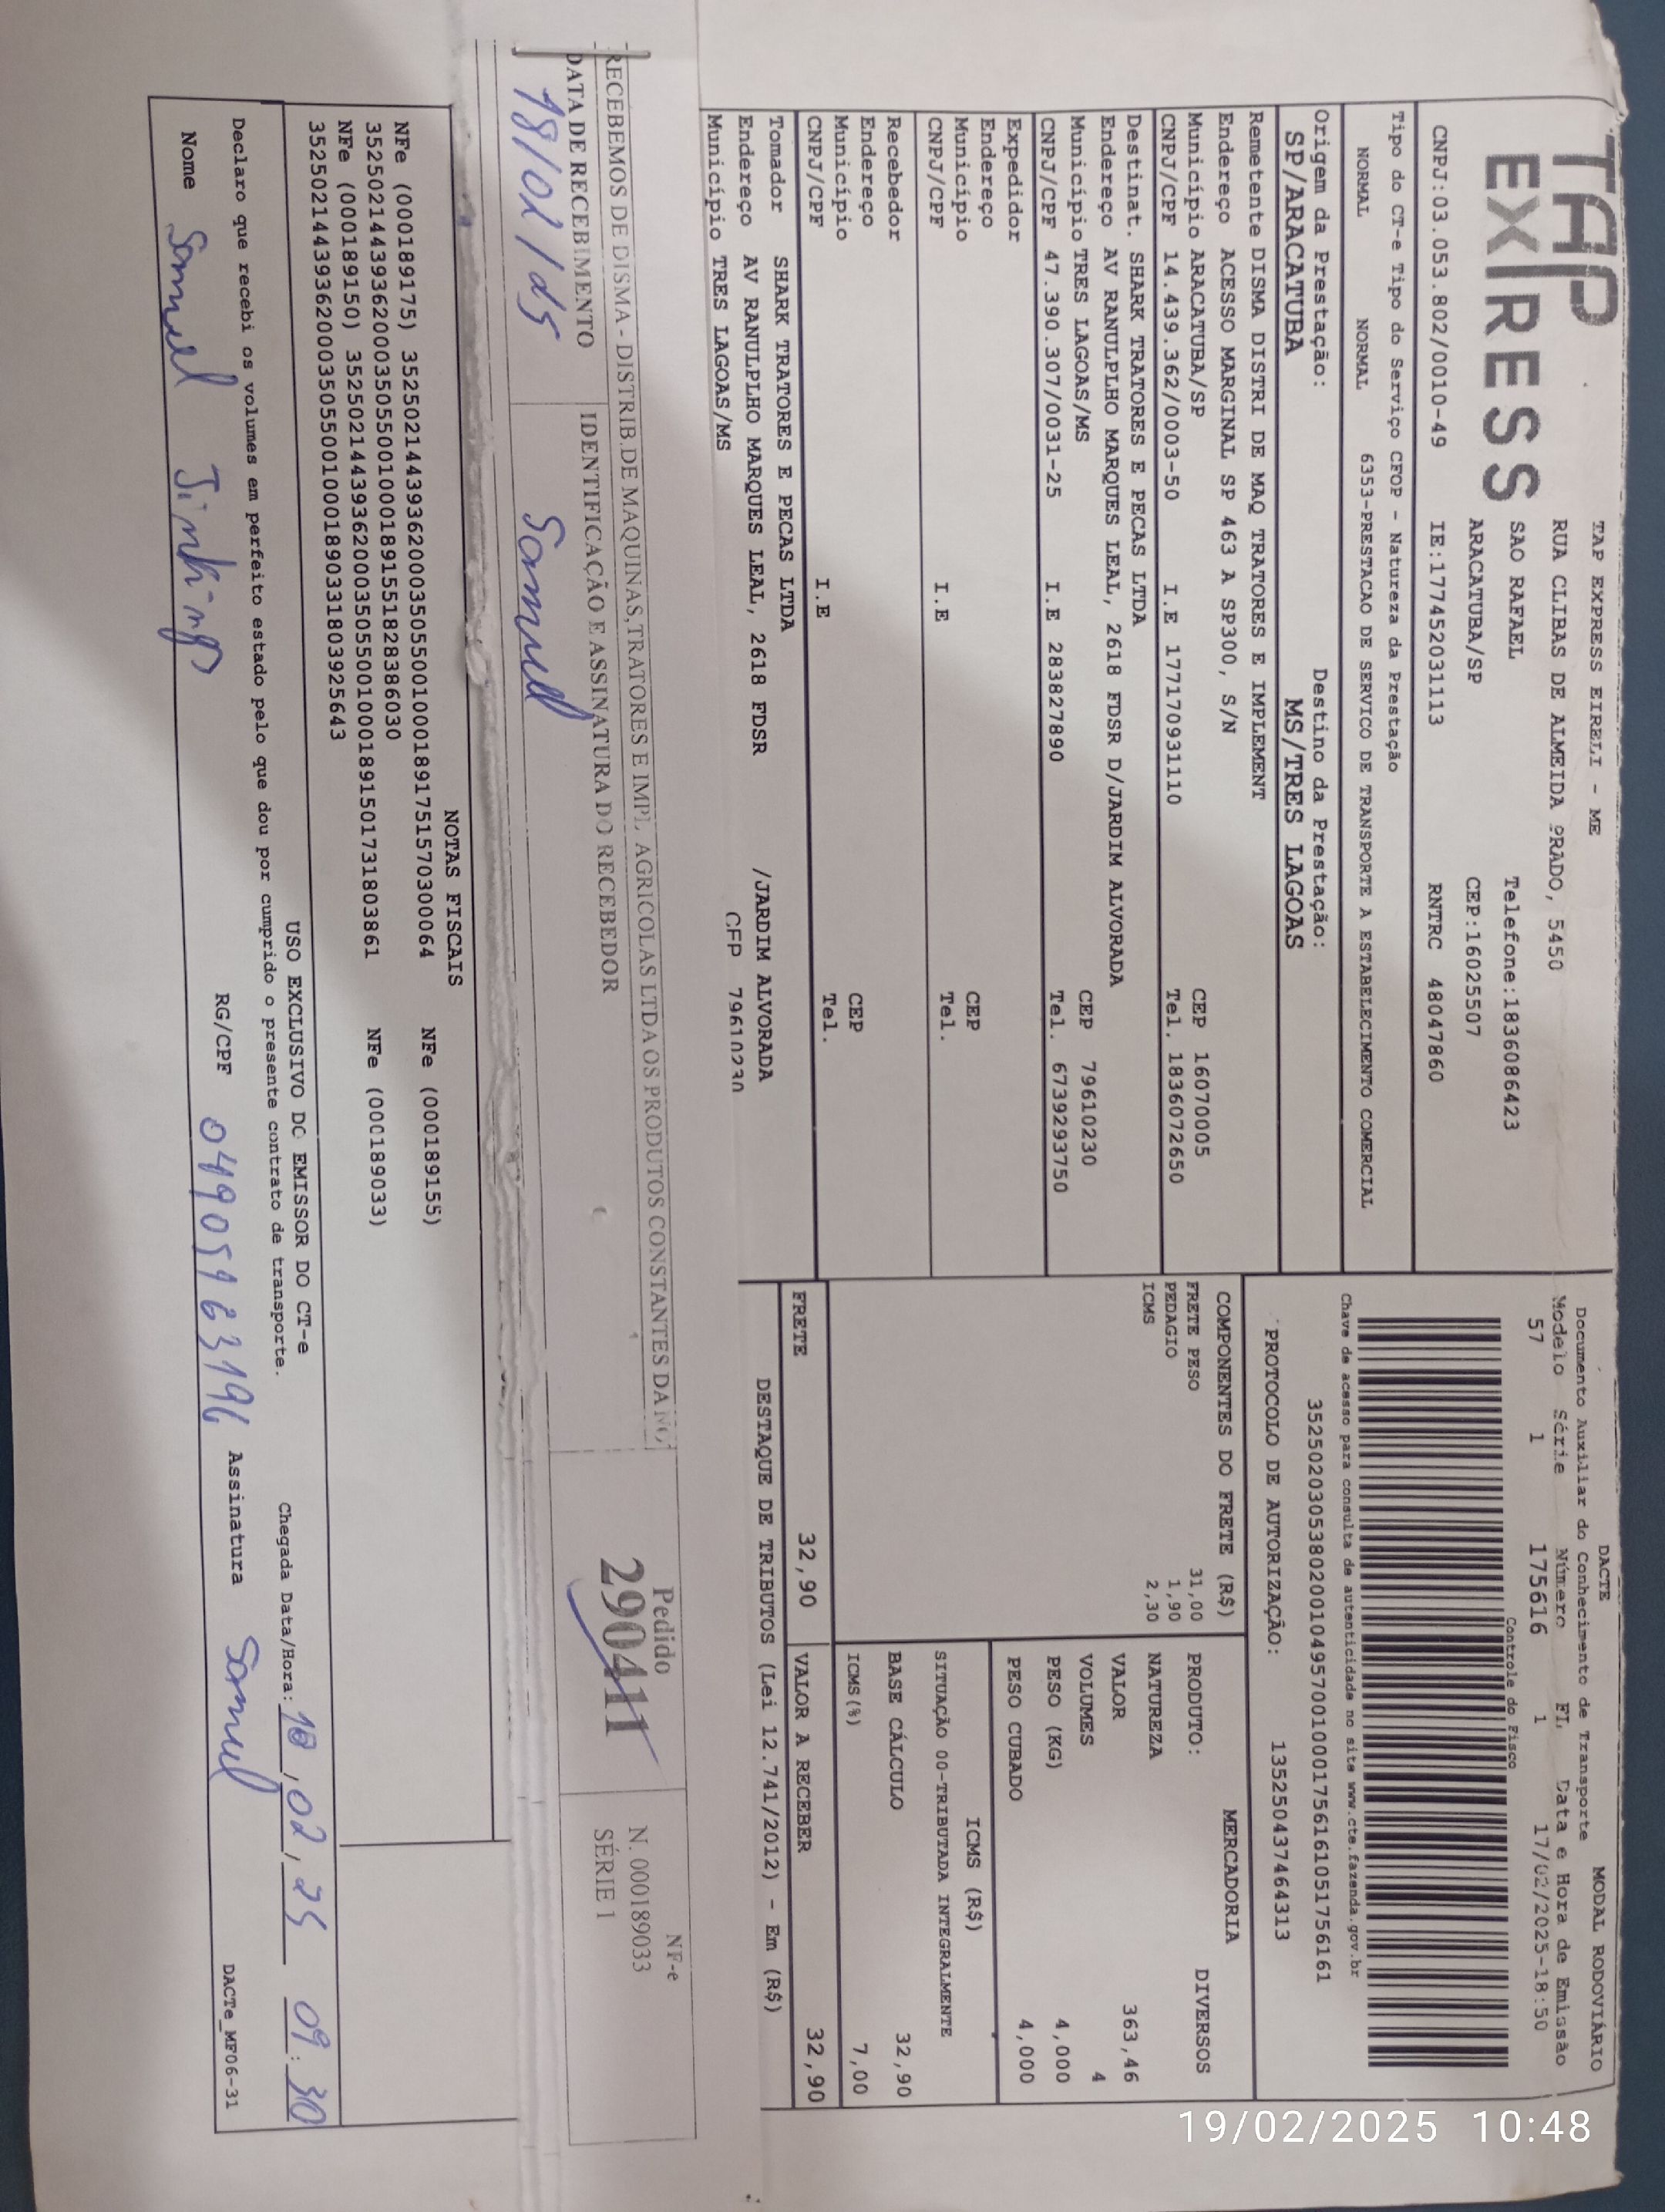 TAP
EXPRESS
TAP EXPRESS EIRELI - ME
RUA CLIBAS DE ALMEIDA PRADO, 5450
SAO RAFAEL Telefone:1836086423
ARACATUBA/SP CEP:16025507
CNPJ:03.053.802/0010-49 IE:177452031113 RNTRC 48047860
DACTE MODAL RODOVIÁRIO
Documento Auxiliar do Conhecimento de Transporte
Modelo Série Número FL Data e Hora de Emissão
57 1 175616 1 17/02/2025-18:50
Controle do Fisco
Chave de acesso para consulta de autenticidade no site www.cte.fazenda.gov.br
35250203053802001049570010001756161051756161
PROTOCOLO DE AUTORIZAÇÃO: 135250437464313
Tipo do CT-e Tipo do Serviço CFOP - Natureza da Prestação
NORMAL NORMAL 6353-PRESTACAO DE SERVICO DE TRANSPORTE A ESTABELECIMENTO COMERCIAL
Origem da Prestação: Destino da Prestação:
SP/ARACATUBA MS/TRES LAGOAS
Remetente DISMA DISTRI DE MAQ TRATORES E IMPLEMENT
Endereço ACESSO MARGINAL SP 463 A SP300, S/N
Município ARACATUBA/SP CEP 16070005
CNPJ/CPF 14.439.362/0003-50 I.E 177170931110 Tel. 1836072650
Destinat. SHARK TRATORES E PECAS LTDA
Endereço AV RANULPLHO MARQUES LEAL, 2618 FDSR D/JARDIM ALVORADA
Município TRES LAGOAS/MS CEP 79610230
CNPJ/CPF 47.390.307/0031-25 I.E 283827890 Tel. 6739293750
Expedidor
Endereço
Município CEP
CNPJ/CPF I.E Tel.
Recebedor
Endereço
Município CEP
CNPJ/CPF I.E Tel.
Tomador SHARK TRATORES E PECAS LTDA
Endereço AV RANULPLHO MARQUES LEAL, 2618 FDSR /JARDIM ALVORADA
Município TRES LAGOAS/MS CEP 79610230
COMPONENTES DO FRETE (R$)
FRETE PESO 31,00
PEDAGIO 1,90
ICMS 2,30
MERCADORIA
PRODUTO: DIVERSOS
NATUREZA
VALOR 363,46
VOLUMES 4
PESO (KG) 4,000
PESO CUBADO 4,000
ICMS (R$)
SITUAÇÃO 00-TRIBUTADA INTEGRALMENTE
BASE CÁLCULO 32,90
ICMS(%) 7,00
FRETE 32,90 VALOR A RECEBER 32,90
DESTAQUE DE TRIBUTOS (Lei 12.741/2012) - Em (R$)
RECEBEMOS DE DISMA - DISTRIB.DE MAQUINAS,TRATORES E IMPL. AGRICOLAS LTDA OS PRODUTOS CONSTANTES DA
DATA DE RECEBIMENTO IDENTIFICAÇÃO E ASSINATURA DO RECEBEDOR
18/02/25 Samuel
Pedido
290411
NF-e
N. 000189033
SÉRIE 1
NOTAS FISCAIS
NFe (000189175) 35250214439362000350550010001891751570300064 NFe (000189155)
35250214439362000350550010001891551828386030
NFe (000189150) 35250214439362000350550010001891501731803861 NFe (000189033)
35250214439362000350550010001890331803925643
USO EXCLUSIVO DO EMISSOR DO CT-e
Declaro que recebi os volumes em perfeito estado pelo que dou por cumprido o presente contrato de transporte.
Chegada Data/Hora: 18,02,25 09:30
Nome Samuel RG/CPF Assinatura Samuel
DACTe_MF06-31
19/02/2025 10:48